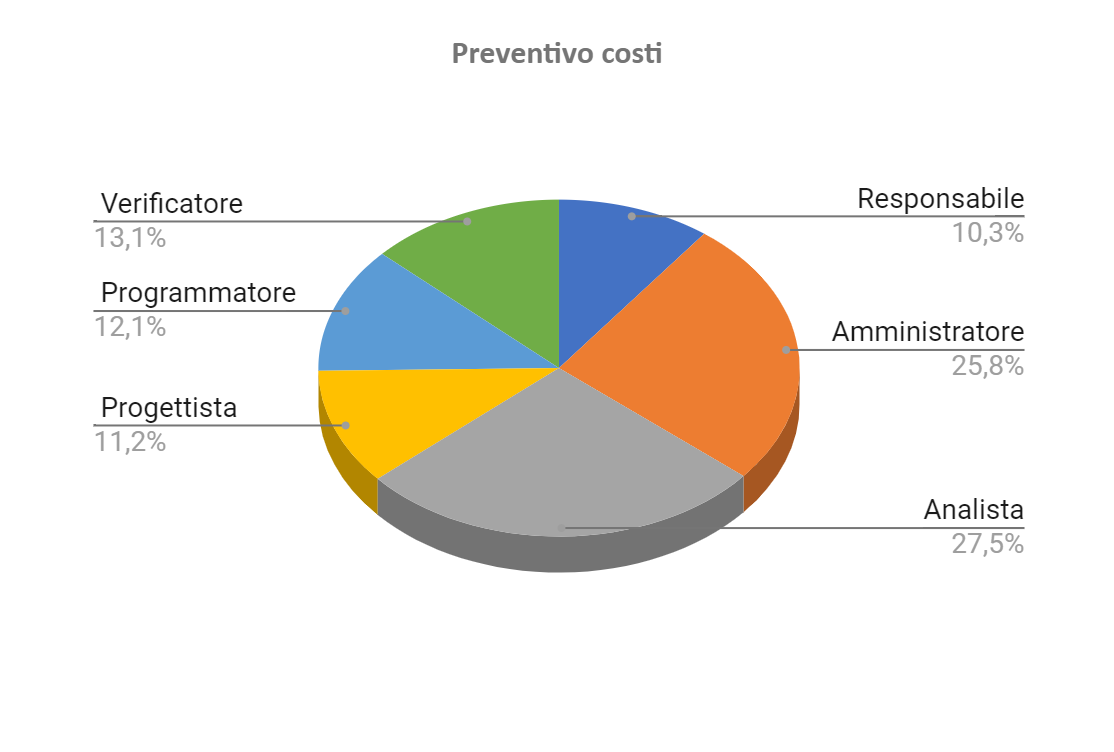 Preventivo costi
Verificatore
13,1%
Programmatore
12,1%
Progettista
11,2%
Responsabile
10,3%
Amministratore
25,8%
Analista
27,5%